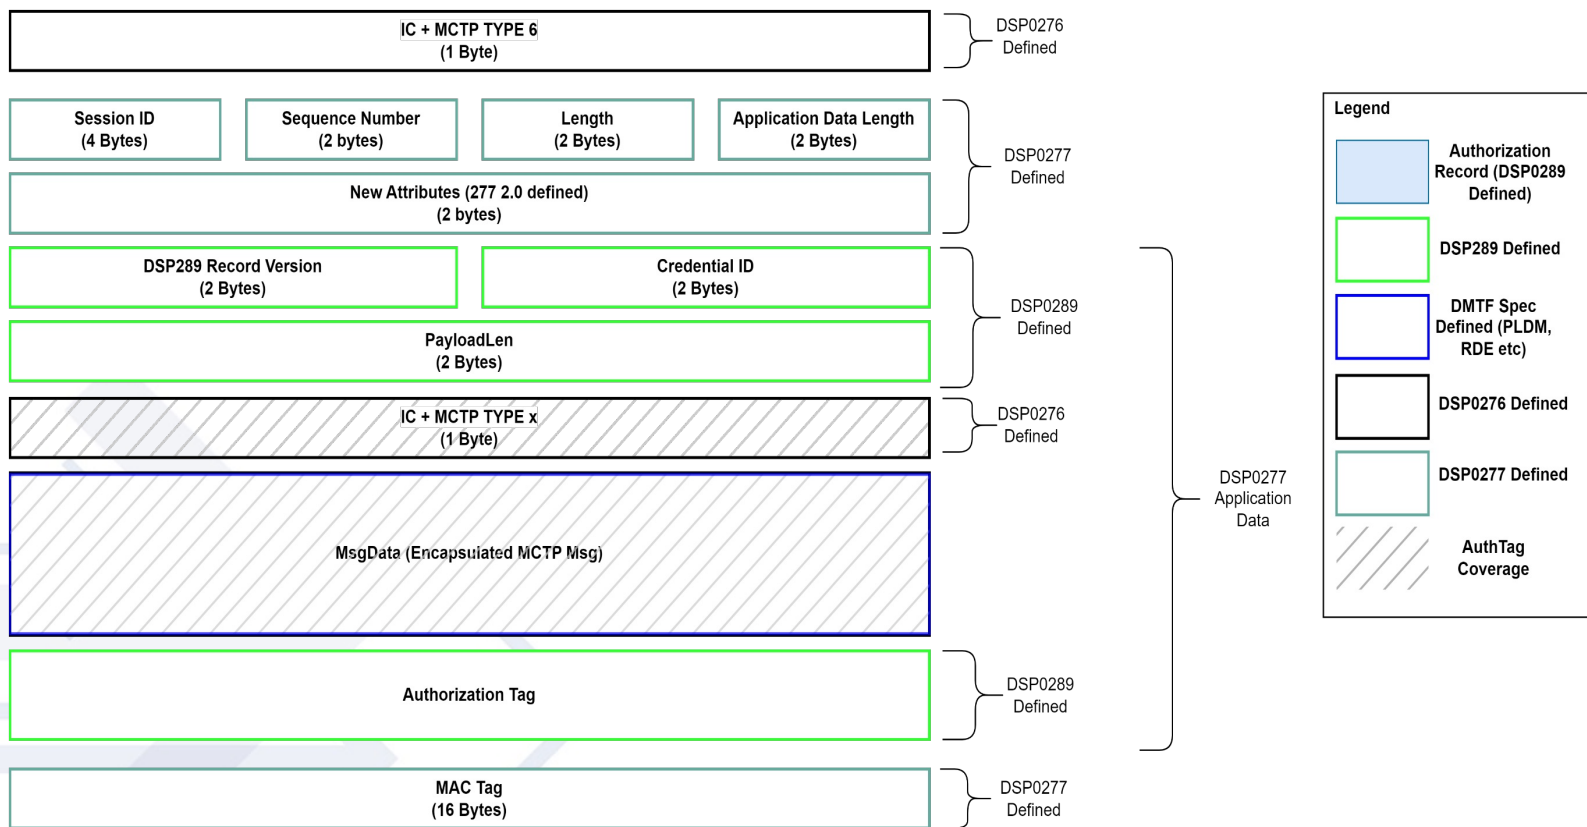 IC + MCTP TYPE 6
(1 Byte)
DSP0276
Defined
Session ID
(4 Bytes)
Sequence Number
(2 bytes)
Length
(2 Bytes)
Application Data Length
(2 Bytes)
New Attributes (277 2.0 defined)
(2 bytes)
DSP0277
Defined
DSP289 Record Version
(2 Bytes)
Credential ID
(2 Bytes)
PayloadLen
(2 Bytes)
DSP0289
Defined
IC + MCTP TYPE x
(1 Byte)
DSP0276
Defined
MsgData (Encapsulated MCTP Msg)
Authorization Tag
DSP0289
Defined
DSP0277
Application
Data
MAC Tag
(16 Bytes)
DSP0277
Defined
Legend
Authorization
Record (DSP0289
Defined)
DSP289 Defined
DMTF Spec
Defined (PLDM,
RDE etc)
DSP0276 Defined
DSP0277 Defined
AuthTag
Coverage